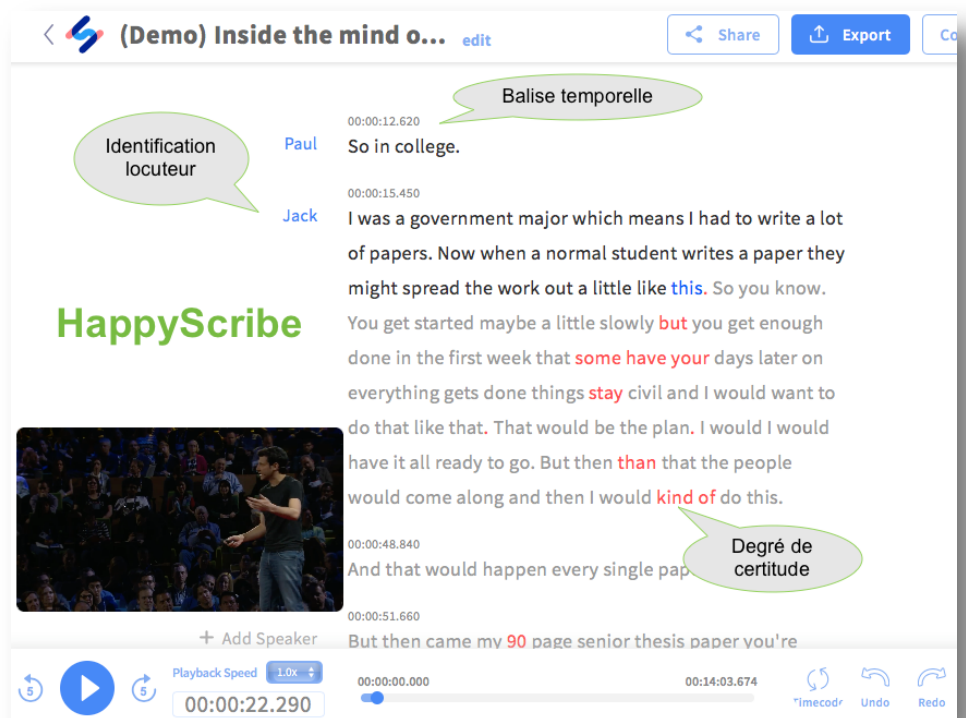 (Demo) Inside the mind o... edit
Share
Export
Co
Balise temporelle
Identification
locuteur
00:00:12.620
Paul
So in college.
00:00:15.450
Jack
I was a government major which means I had to write a lot
of papers. Now when a normal student writes a paper they
might spread the work out a little like this. So you know.
You get started maybe a little slowly but you get enough
done in the first week that some have your days later on
everything gets done things stay civil and I would want to
do that like that. That would be the plan. I would I would
have it all ready to go. But then than that the people
would come along and then I would kind of do this.
HappyScribe
Degré de
certitude
00:00:48.840
And that would happen every single pap
00:00:51.660
But then came my 90 page senior thesis paper you're
+ Add Speaker
5
5
Playback Speed 1.0x
00:00:22.290
00:00:00.000
00:14:03.674
Timecode
Undo
Redo